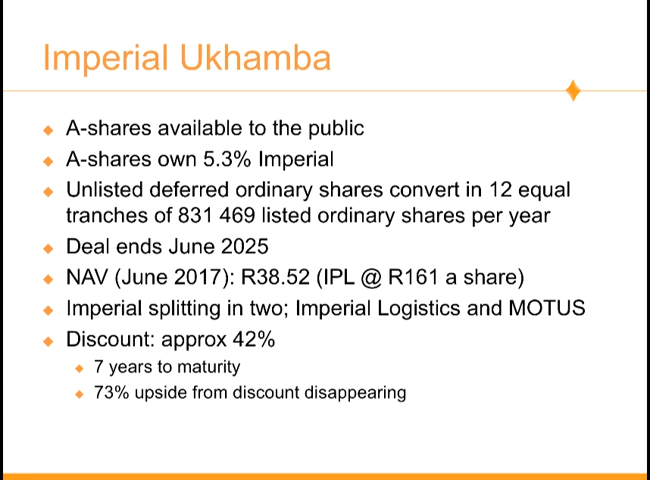 Imperial Ukhamba
A-shares available to the public
A-shares own 5.3% Imperial
Unlisted deferred ordinary shares convert in 12 equal
tranches of 831 469 listed ordinary shares per year
Deal ends June 2025
NAV (June 2017): R38.52 (IPL @ R161 a share)
Imperial splitting in two; Imperial Logistics and MOTUS
Discount: approx 42%
7 years to maturity
73% upside from discount disappearing